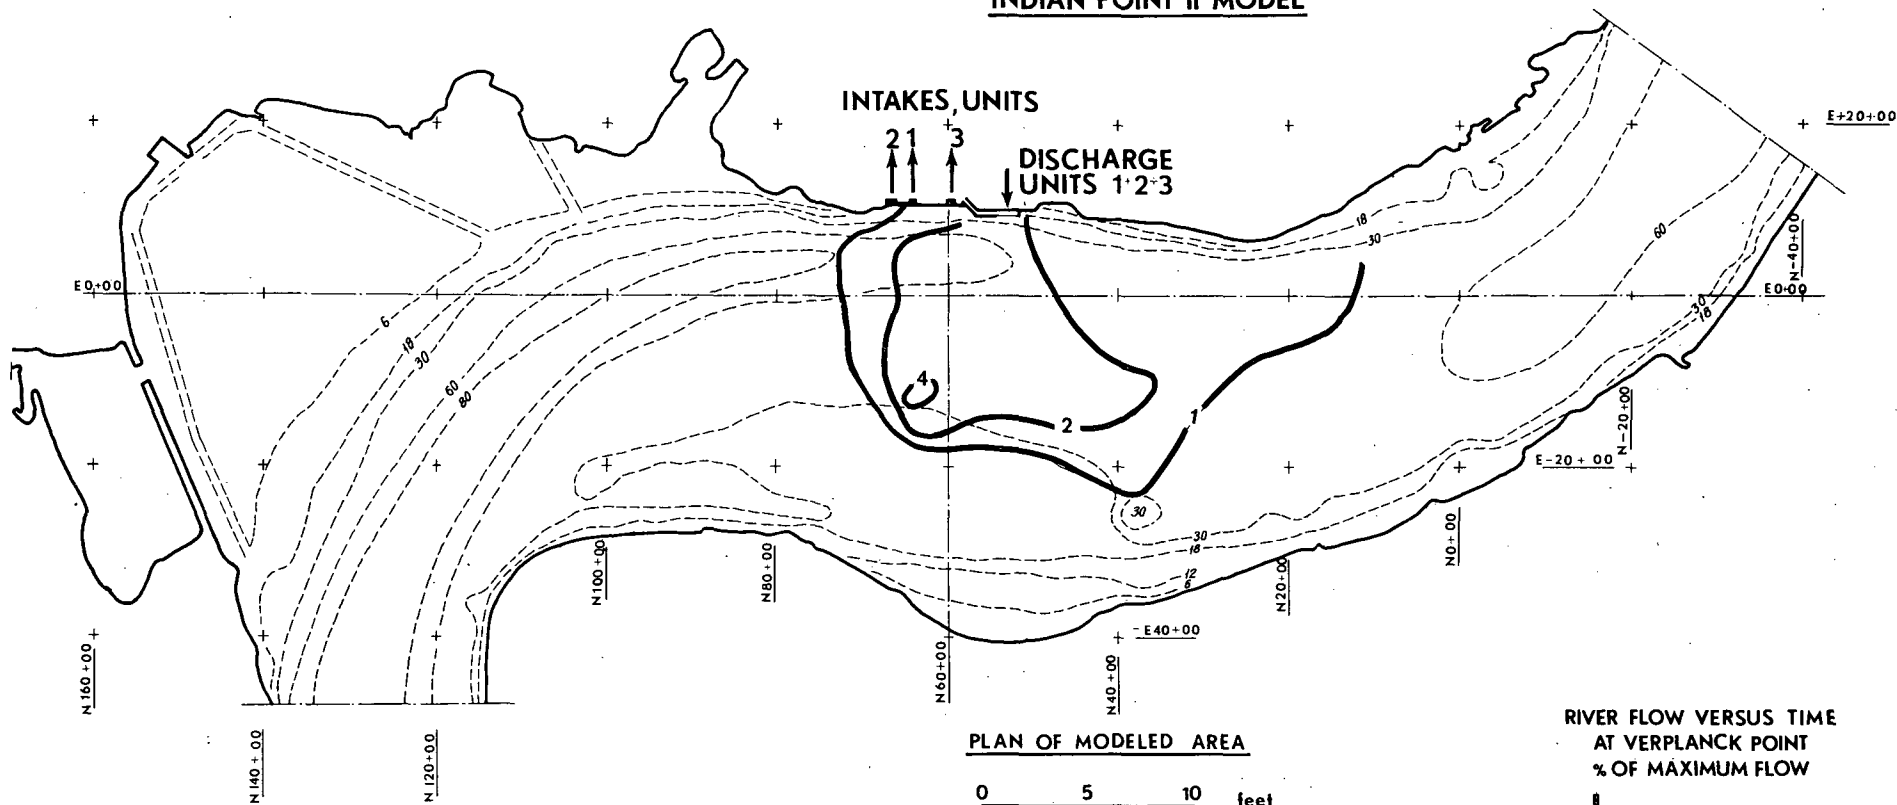 INDIAN POINT II MODEL
INTAKES, UNITS
2 1 3
DISCHARGE
UNITS 1+2+3
E+20+00
18
30
60
N-40+00
E0+00
E0+00
30
18
6
18
30
60
80
4
2
1
N-20+00
E-20+00
30
30
18
12
6
N100+00
N80+00
N20+00
N0+00
-E40+00
N160+00
N60+00
N40+00
N140+00
N120+00
PLAN OF MODELED AREA
0 5 10 feet
RIVER FLOW VERSUS TIME
AT VERPLANCK POINT
% OF MAXIMUM FLOW